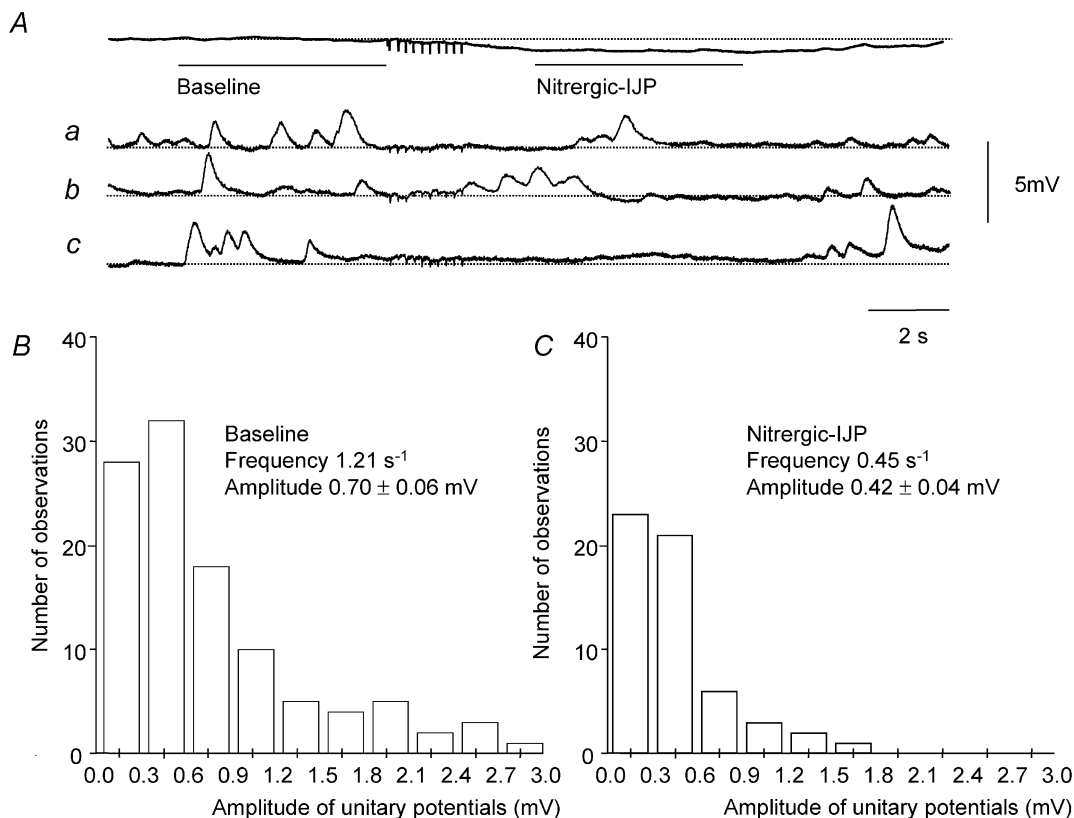 A
Baseline
Nitrergic-IJP
a
b
c
5mV
2 s
B
40
30
20
10
0
Number of observations
Baseline
Frequency 1.21 s⁻¹
Amplitude 0.70 ± 0.06 mV
0.0 0.3 0.6 0.9 1.2 1.5 1.8 2.1 2.4 2.7 3.0
Amplitude of unitary potentials (mV)
C
40
30
20
10
0
Number of observations
Nitrergic-IJP
Frequency 0.45 s⁻¹
Amplitude 0.42 ± 0.04 mV
0.0 0.3 0.6 0.9 1.2 1.5 1.8 2.1 2.4 2.7 3.0
Amplitude of unitary potentials (mV)